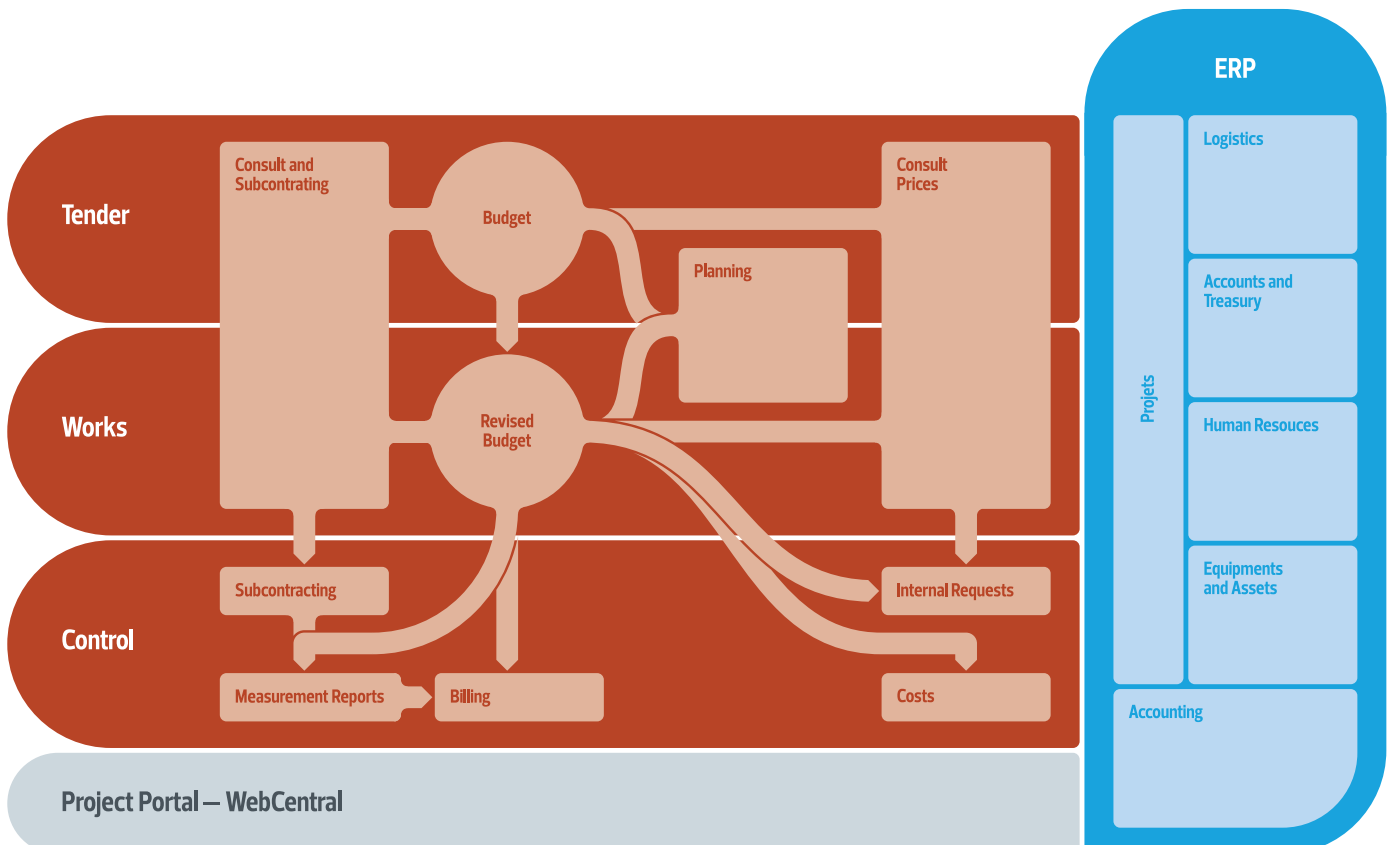 ERP
Tender
Consult and
Subcontrating
Budget
Consult
Prices
Planning
Works
Revised
Budget
Control
Subcontracting
Internal Requests
Measurement Reports
Billing
Costs
Project Portal — WebCentral
Projets
Logistics
Accounts and
Treasury
Human Resouces
Equipments
and Assets
Accounting